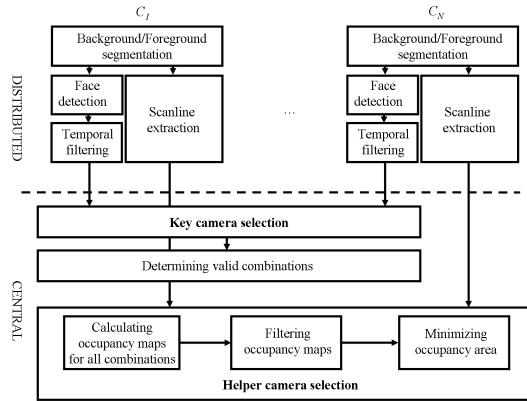 C1
CN
Background/Foreground
segmentation
Background/Foreground
segmentation
DISTRIBUTED
Face
detection
Scanline
extraction
Temporal
filtering
...
Face
detection
Scanline
extraction
Temporal
filtering
Key camera selection
Determining valid combinations
CENTRAL
Calculating
occupancy maps
for all combinations
Filtering
occupancy maps
Minimizing
occupancy area
Helper camera selection